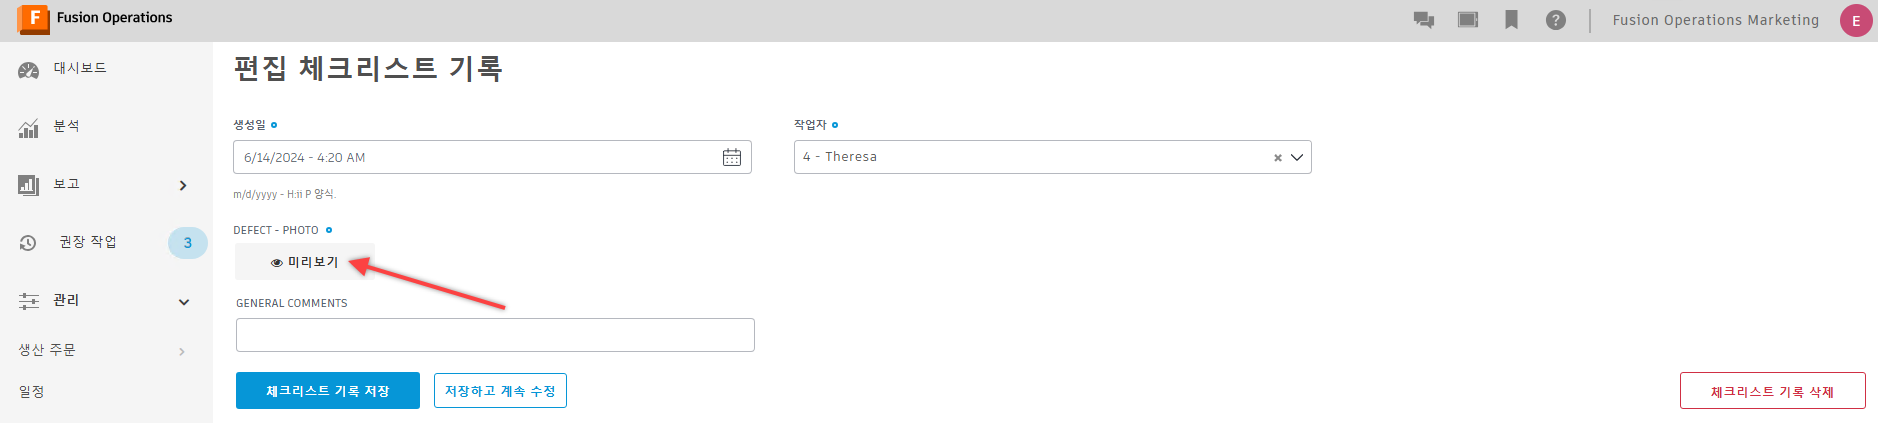 F Fusion Operations
? Fusion Operations Marketing E
대시보드
분석
보고
권장 작업 3
관리
생산 주문
일정
편집 체크리스트 기록
생성일
6/14/2024 - 4:20 AM
m/d/yyyy - H:ii P 양식.
작업자
4 - Theresa
DEFECT - PHOTO
미리보기
GENERAL COMMENTS
체크리스트 기록 저장
저장하고 계속 수정
체크리스트 기록 삭제